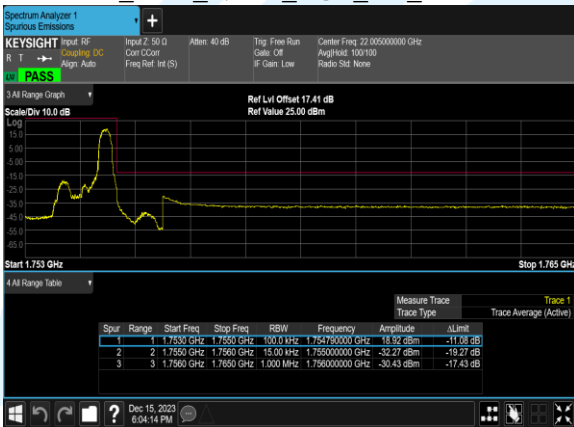 Spectrum Analyzer 1
Spurious Emissions
+
KEYSIGHT Input: RF Input Z: 50 Ω Atten: 40 dB Trig: Free Run Center Freq: 22.005000000 GHz
R T Coupling: DC Corr CCorr Gate: Off Avg|Hold: 100/100
Align: Auto Freq Ref: Int (S) IF Gain: Low Radio Std: None
LW PASS
3 All Range Graph
Ref Lvl Offset 17.41 dB
Scale/Div 10.0 dB Ref Value 25.00 dBm
Log
15.0
5.00
-5.00
-15.0
-25.0
-35.0
-45.0
-55.0
-65.0
Start 1.753 GHz Stop 1.765 GHz
4 All Range Table
Measure Trace Trace 1
Trace Type Trace Average (Active)
Spur Range Start Freq Stop Freq RBW Frequency Amplitude ΔLimit
1 1 1.7530 GHz 1.7550 GHz 100.0 kHz 1.754790000 GHz 18.92 dBm -11.08 dB
2 2 1.7550 GHz 1.7560 GHz 15.00 kHz 1.755000000 GHz -32.27 dBm -19.27 dB
3 3 1.7560 GHz 1.7650 GHz 1.000 MHz 1.756000000 GHz -30.43 dBm -17.43 dB
? Dec 15, 2023
6:04:14 PM